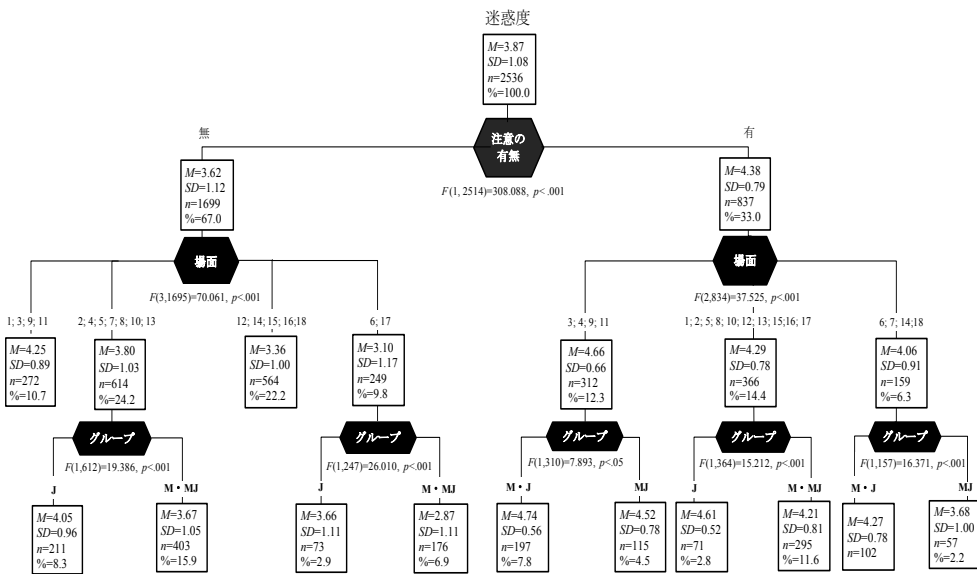 迷惑度
M=3.87
SD=1.08
n=2536
%=100.0
無
注意の
有無
有
F(1, 2514)=308.088, p<.001
M=3.62
SD=1.12
n=1699
%=67.0
M=4.38
SD=0.79
n=837
%=33.0
場面
場面
F(3,1695)=70.061, p<.001
F(2,834)=37.525, p<.001
1; 3; 9; 11
2; 4; 5; 7; 8; 10; 13
12; 14; 15; 16;18
6; 17
3; 4; 9; 11
1; 2; 5; 8; 10; 12; 13; 15;16; 17
6; 7; 14;18
M=4.25
SD=0.89
n=272
%=10.7
M=3.80
SD=1.03
n=614
%=24.2
M=3.36
SD=1.00
n=564
%=22.2
M=3.10
SD=1.17
n=249
%=9.8
M=4.66
SD=0.66
n=312
%=12.3
M=4.29
SD=0.78
n=366
%=14.4
M=4.06
SD=0.91
n=159
%=6.3
グループ
グループ
グループ
グループ
グループ
F(1,612)=19.386, p<.001
F(1,247)=26.010, p<.001
F(1,310)=7.893, p<.05
F(1,364)=15.212, p<.001
F(1,157)=16.371, p<.001
J
M・MJ
J
M・MJ
M・J
MJ
J
M・MJ
M・J
MJ
M=4.05
SD=0.96
n=211
%=8.3
M=3.67
SD=1.05
n=403
%=15.9
M=3.66
SD=1.11
n=73
%=2.9
M=2.87
SD=1.11
n=176
%=6.9
M=4.74
SD=0.56
n=197
%=7.8
M=4.52
SD=0.78
n=115
%=4.5
M=4.61
SD=0.52
n=71
%=2.8
M=4.21
SD=0.81
n=295
%=11.6
M=4.27
SD=0.78
n=102
M=3.68
SD=1.00
n=57
%=2.2